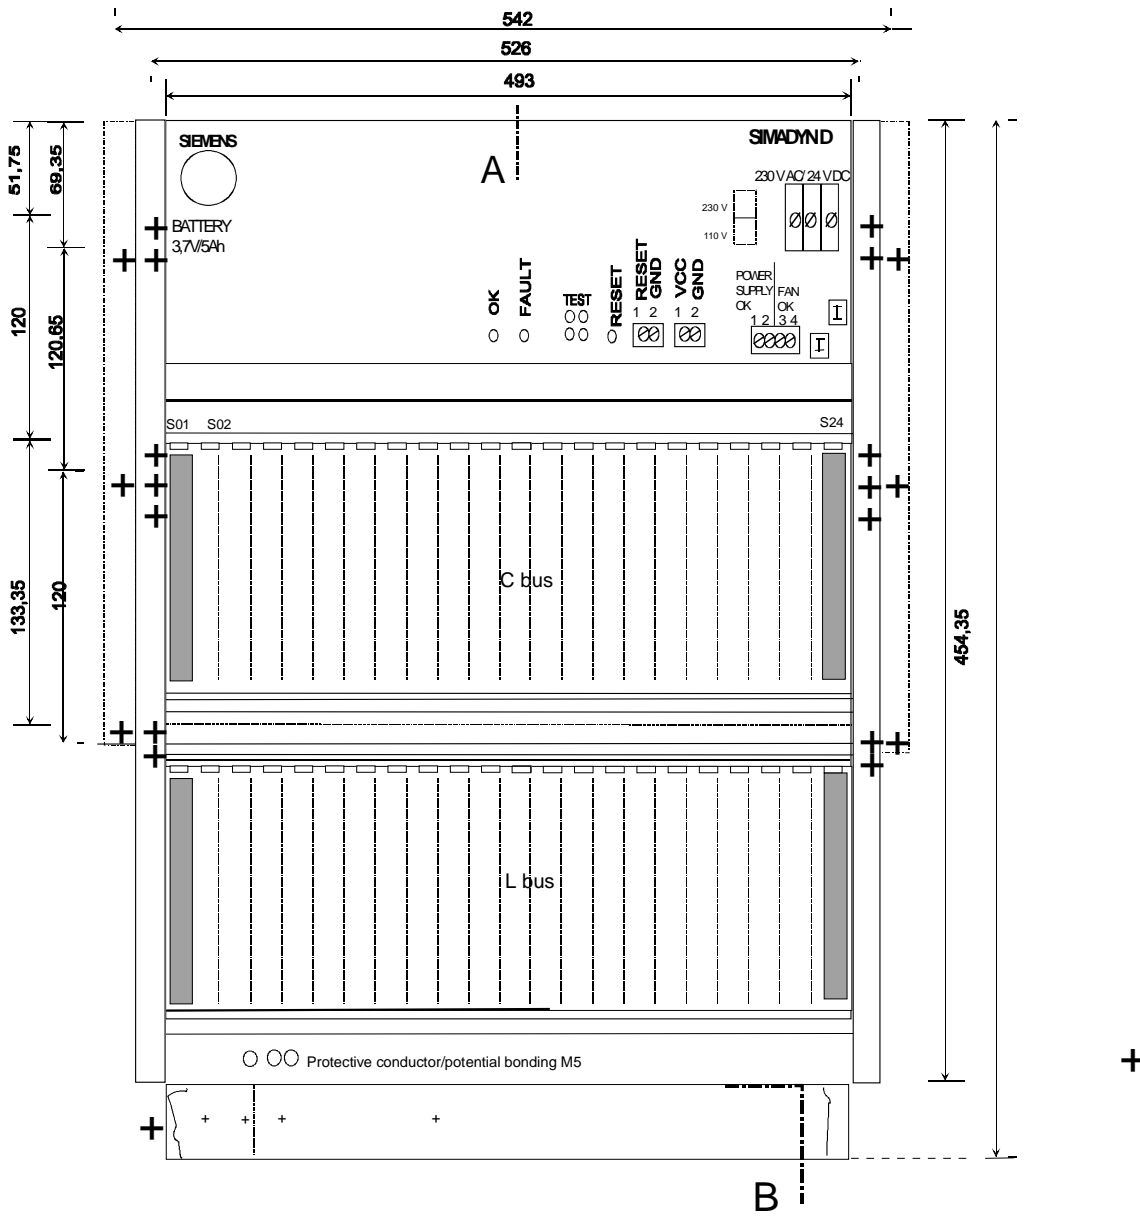 542
526
493
SIEMENS
SIMADYN D
A
230 V AC/ 24 V DC
51,75
69,35
230 V
110 V
BATTERY
3,7V/5Ah
OK
FAULT
TEST
RESET
RESET
GND
VCC
GND
1 2
1 2
POWER
SUPPLY
OK
FAN
OK
1 2 3 4
I
I
120
120,65
S01 S02
S24
C bus
133,35
120
454,35
L bus
Protective conductor/potential bonding M5
B